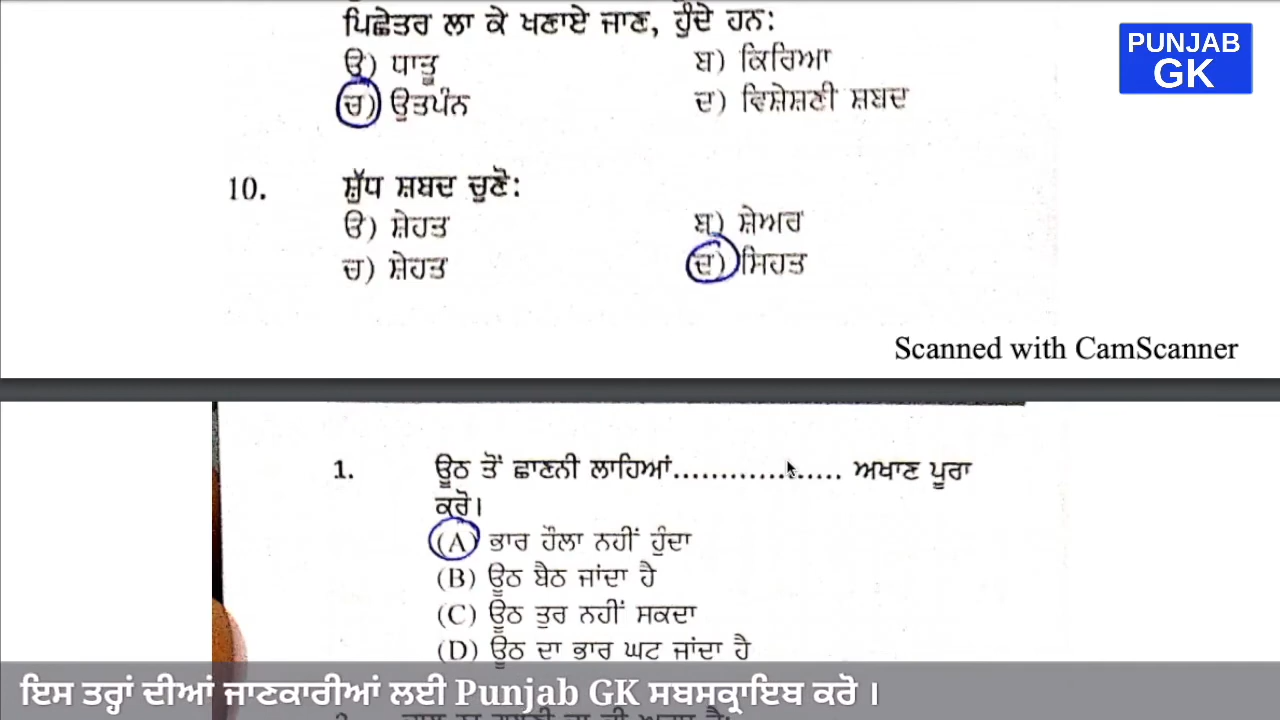 ਪਿਛੇਤਰ ਲਾ ਕੇ ਬਣਾਏ ਜਾਣ, ਹੁੰਦੇ ਹਨ:
ੳ) ਧਾਤੂ ਬ) ਕਿਰਿਆ
ਚ) ਉਤਪੰਨ ਦ) ਵਿਸ਼ੇਸ਼ਣੀ ਸ਼ਬਦ
10. ਸ਼ੁੱਧ ਸ਼ਬਦ ਚੁਣੋ:
ੳ) ਸ਼ੇਹਤ ਬ) ਸ਼ੇਅਰ
ਚ) ਸ਼ੇਹਤ ਦ) ਸਿਹਤ
PUNJAB
GK
Scanned with CamScanner
1. ਊਠ ਤੋਂ ਛਾਣਨੀ ਲਾਹਿਆਂ.................. ਅਖਾਣ ਪੂਰਾ
ਕਰੋ।
(A) ਭਾਰ ਹੌਲਾ ਨਹੀਂ ਹੁੰਦਾ
(B) ਊਠ ਬੈਠ ਜਾਂਦਾ ਹੈ
(C) ਊਠ ਤੁਰ ਨਹੀਂ ਸਕਦਾ
(D) ਊਠ ਦਾ ਭਾਰ ਘਟ ਜਾਂਦਾ ਹੈ
ਇਸ ਤਰ੍ਹਾਂ ਦੀਆਂ ਜਾਣਕਾਰੀਆਂ ਲਈ Punjab GK ਸਬਸਕ੍ਰਾਇਬ ਕਰੋ ।